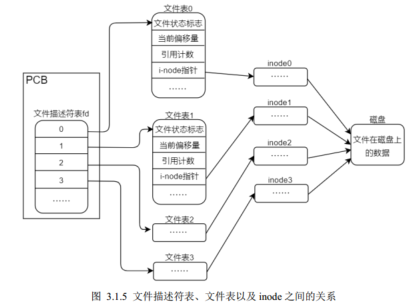 文件表0
文件状态标志
当前偏移量
引用计数
i-node指针
……
PCB
文件描述符表fd
0
1
2
3
……
文件表1
文件状态标志
当前偏移量
引用计数
i-node指针
……
文件表2
……
文件表3
……
inode0
……
inode1
……
inode2
……
inode3
……
磁盘
文件在磁盘上
的数据
图 3.1.5 文件描述符表、文件表以及 inode 之间的关系